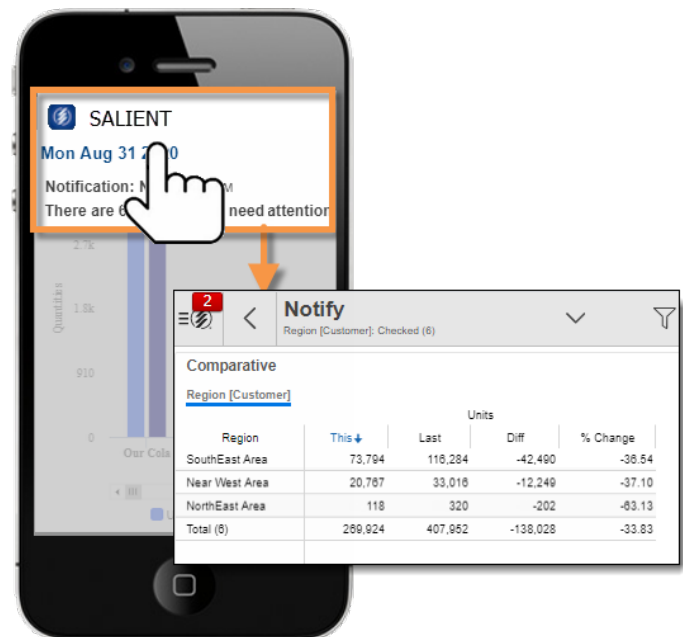 SALIENT
Mon Aug 31 2 0
Notification: N
There are 6 need attention
2.7k
Quantities
1.8k
910
0
Our Cola
2
Notify
Region [Customer]: Checked (6)
Comparative
Region [Customer]
Units
Region This Last Diff % Change
SouthEast Area 73,794 116,284 -42,490 -36.54
Near West Area 20,767 33,016 -12,249 -37.10
NorthEast Area 118 320 -202 -63.13
Total (6) 269,924 407,952 -138,028 -33.83